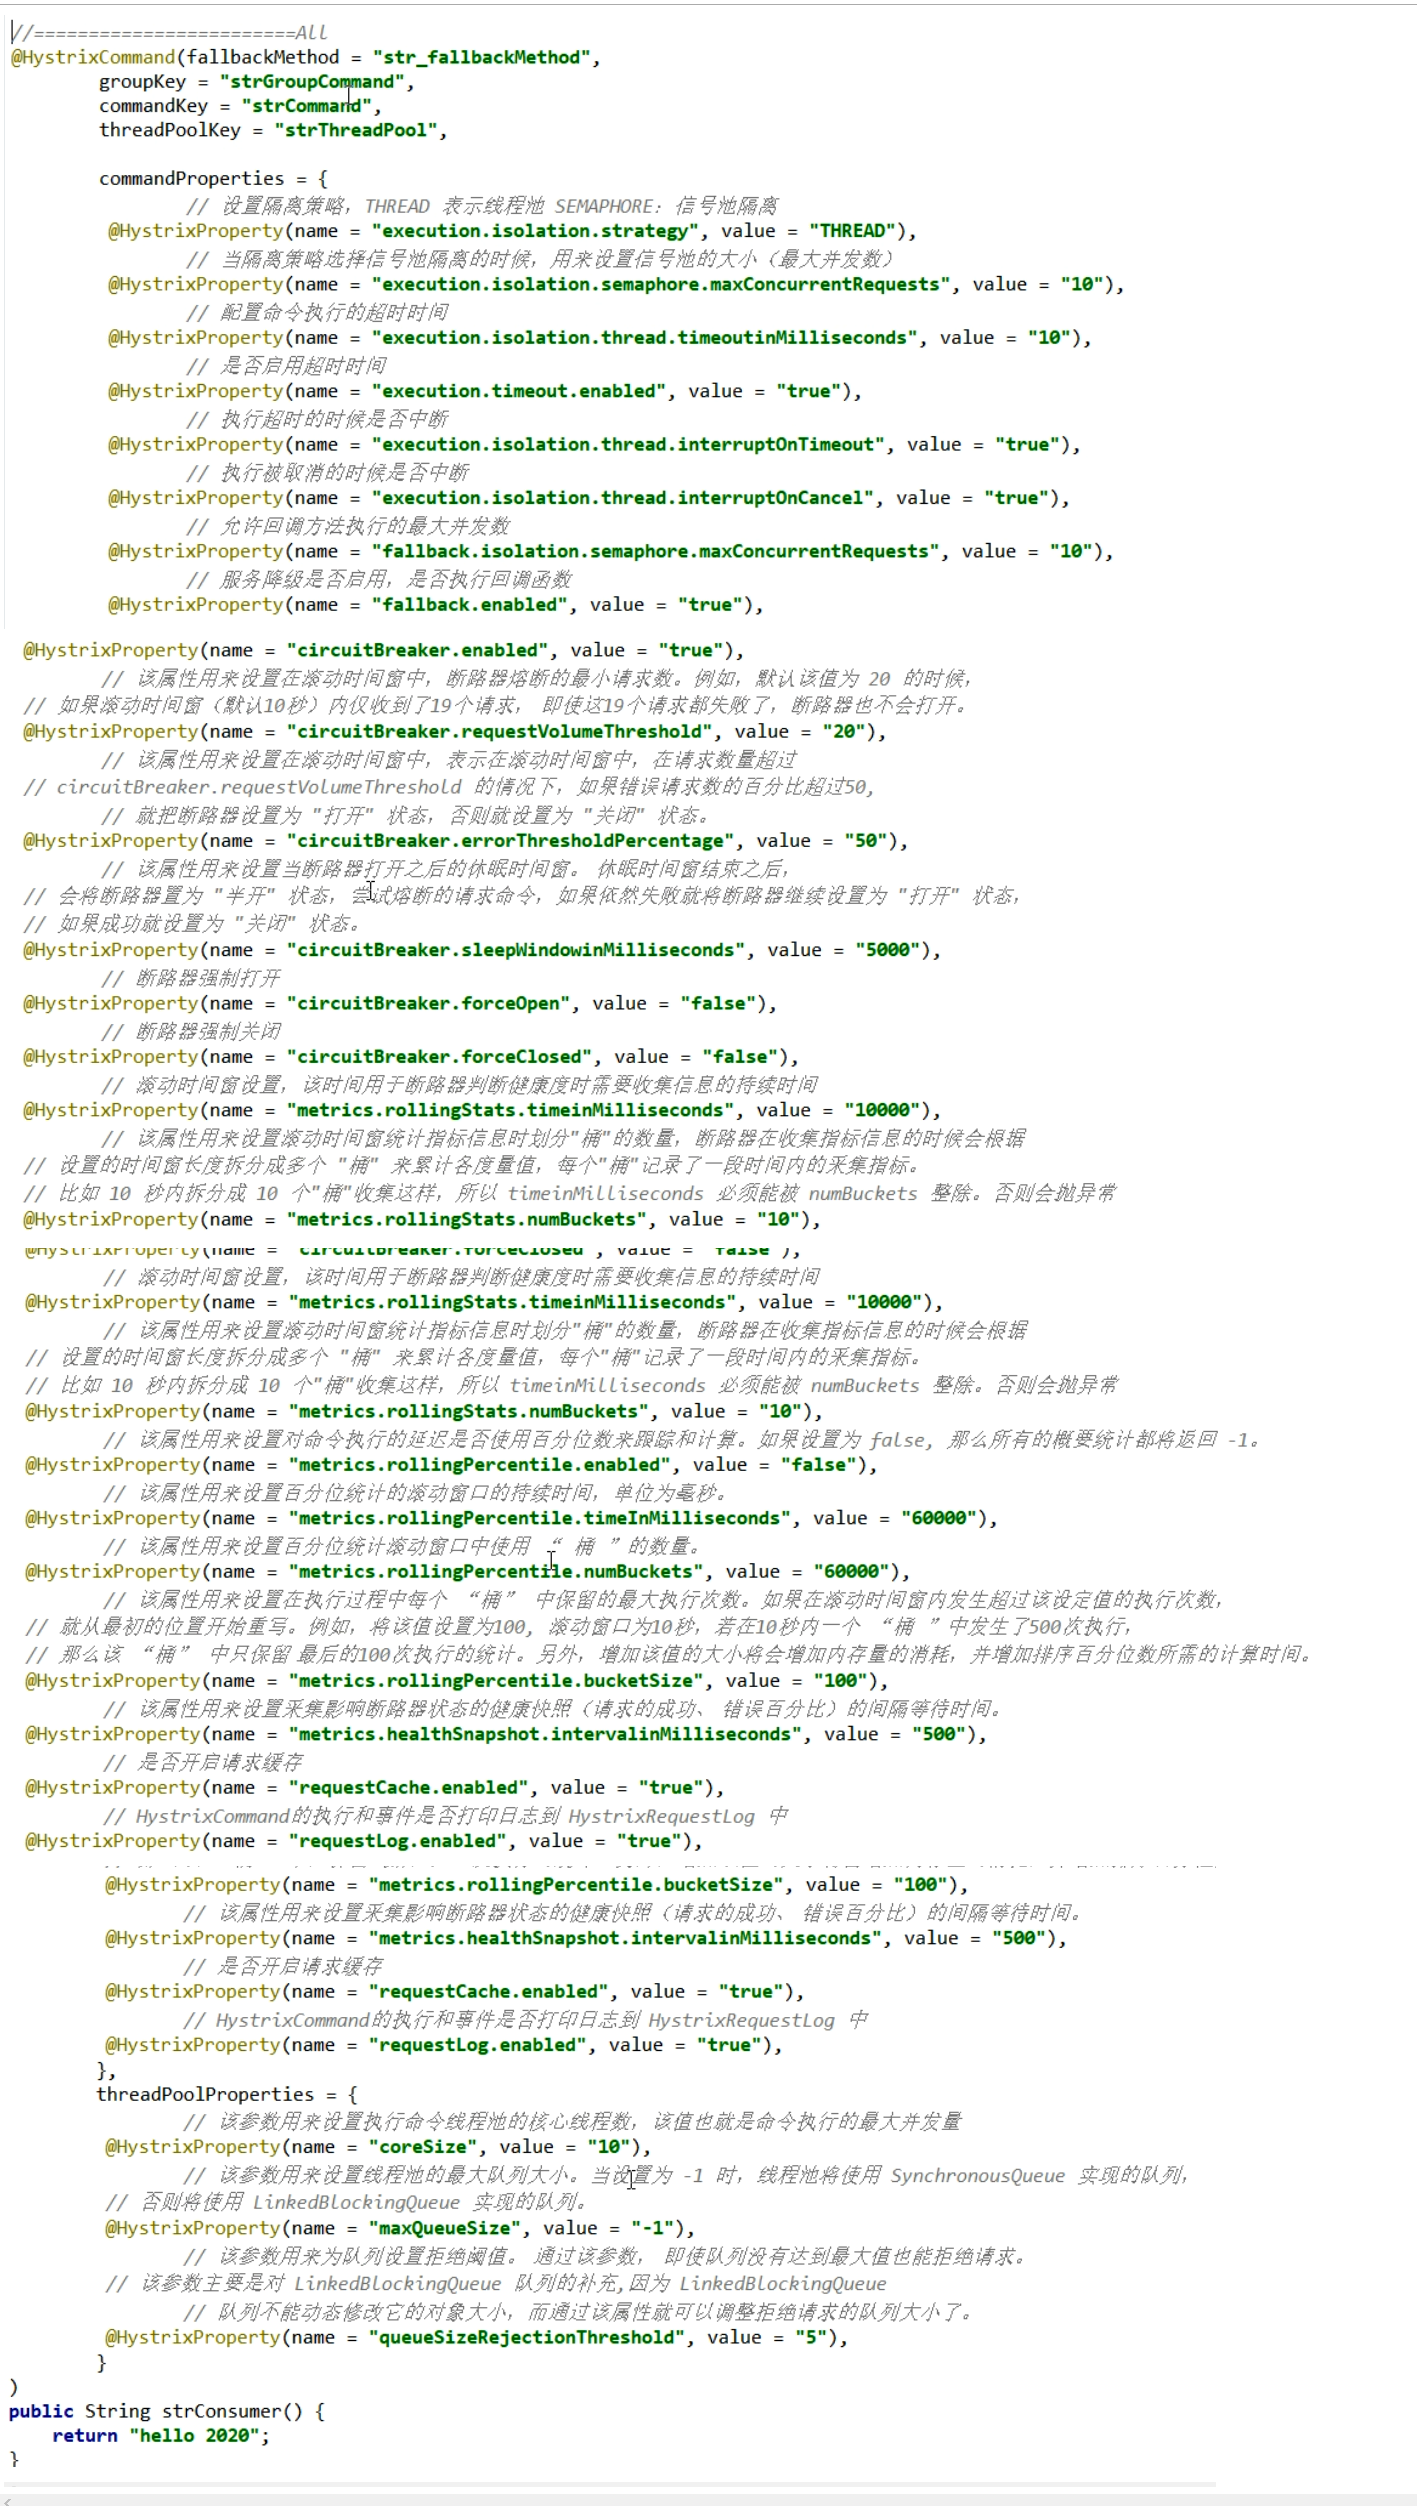 //========================All
@HystrixCommand(fallbackMethod = "str_fallbackMethod",
        groupKey = "strGroupCommand",
        commandKey = "strCommand",
        threadPoolKey = "strThreadPool",

        commandProperties = {
                // 设置隔离策略，THREAD 表示线程池 SEMAPHORE：信号池隔离
         @HystrixProperty(name = "execution.isolation.strategy", value = "THREAD"),
                // 当隔离策略选择信号池隔离的时候，用来设置信号池的大小（最大并发数）
         @HystrixProperty(name = "execution.isolation.semaphore.maxConcurrentRequests", value = "10"),
                // 配置命令执行的超时时间
         @HystrixProperty(name = "execution.isolation.thread.timeoutinMilliseconds", value = "10"),
                // 是否启用超时时间
         @HystrixProperty(name = "execution.timeout.enabled", value = "true"),
                // 执行超时的时候是否中断
         @HystrixProperty(name = "execution.isolation.thread.interruptOnTimeout", value = "true"),
                // 执行被取消的时候是否中断
         @HystrixProperty(name = "execution.isolation.thread.interruptOnCancel", value = "true"),
                // 允许回调方法执行的最大并发数
         @HystrixProperty(name = "fallback.isolation.semaphore.maxConcurrentRequests", value = "10"),
                // 服务降级是否启用，是否执行回调函数
         @HystrixProperty(name = "fallback.enabled", value = "true"),
 @HystrixProperty(name = "circuitBreaker.enabled", value = "true"),
        // 该属性用来设置在滚动时间窗中，断路器熔断的最小请求数。例如，默认该值为 20 的时候，
 // 如果滚动时间窗（默认10秒）内仅收到了19个请求， 即使这19个请求都失败了，断路器也不会打开。
 @HystrixProperty(name = "circuitBreaker.requestVolumeThreshold", value = "20"),
        // 该属性用来设置在滚动时间窗中，表示在滚动时间窗中，在请求数量超过
 // circuitBreaker.requestVolumeThreshold 的情况下，如果错误请求数的百分比超过50,
        // 就把断路器设置为 "打开" 状态，否则就设置为 "关闭" 状态。
 @HystrixProperty(name = "circuitBreaker.errorThresholdPercentage", value = "50"),
        // 该属性用来设置当断路器打开之后的休眠时间窗。 休眠时间窗结束之后，
 // 会将断路器置为 "半开" 状态，尝试熔断的请求命令，如果依然失败就将断路器继续设置为 "打开" 状态，
 // 如果成功就设置为 "关闭" 状态。
 @HystrixProperty(name = "circuitBreaker.sleepWindowinMilliseconds", value = "5000"),
        // 断路器强制打开
 @HystrixProperty(name = "circuitBreaker.forceOpen", value = "false"),
        // 断路器强制关闭
 @HystrixProperty(name = "circuitBreaker.forceClosed", value = "false"),
        // 滚动时间窗设置，该时间用于断路器判断健康度时需要收集信息的持续时间
 @HystrixProperty(name = "metrics.rollingStats.timeinMilliseconds", value = "10000"),
        // 该属性用来设置滚动时间窗统计指标信息时划分"桶"的数量，断路器在收集指标信息的时候会根据
 // 设置的时间窗长度拆分成多个 "桶" 来累计各度量值，每个"桶"记录了一段时间内的采集指标。
 // 比如 10 秒内拆分成 10 个"桶"收集这样，所以 timeinMilliseconds 必须能被 numBuckets 整除。否则会抛异常
 @HystrixProperty(name = "metrics.rollingStats.numBuckets", value = "10"),
 @HystrixProperty(name = "circuitBreaker.forceClosed", value = "false"),
        // 滚动时间窗设置，该时间用于断路器判断健康度时需要收集信息的持续时间
 @HystrixProperty(name = "metrics.rollingStats.timeinMilliseconds", value = "10000"),
        // 该属性用来设置滚动时间窗统计指标信息时划分"桶"的数量，断路器在收集指标信息的时候会根据
 // 设置的时间窗长度拆分成多个 "桶" 来累计各度量值，每个"桶"记录了一段时间内的采集指标。
 // 比如 10 秒内拆分成 10 个"桶"收集这样，所以 timeinMilliseconds 必须能被 numBuckets 整除。否则会抛异常
 @HystrixProperty(name = "metrics.rollingStats.numBuckets", value = "10"),
        // 该属性用来设置对命令执行的延迟是否使用百分位数来跟踪和计算。如果设置为 false, 那么所有的概要统计都将返回 -1。
 @HystrixProperty(name = "metrics.rollingPercentile.enabled", value = "false"),
        // 该属性用来设置百分位统计的滚动窗口的持续时间，单位为毫秒。
 @HystrixProperty(name = "metrics.rollingPercentile.timeInMilliseconds", value = "60000"),
        // 该属性用来设置百分位统计滚动窗口中使用 “ 桶 ”的数量。
 @HystrixProperty(name = "metrics.rollingPercentile.numBuckets", value = "60000"),
        // 该属性用来设置在执行过程中每个 “桶” 中保留的最大执行次数。如果在滚动时间窗内发生超过该设定值的执行次数，
 // 就从最初的位置开始重写。例如，将该值设置为100, 滚动窗口为10秒，若在10秒内一个 “桶 ”中发生了500次执行，
 // 那么该 “桶” 中只保留 最后的100次执行的统计。另外，增加该值的大小将会增加内存量的消耗，并增加排序百分位数所需的计算时间。
 @HystrixProperty(name = "metrics.rollingPercentile.bucketSize", value = "100"),
        // 该属性用来设置采集影响断路器状态的健康快照（请求的成功、 错误百分比）的间隔等待时间。
 @HystrixProperty(name = "metrics.healthSnapshot.intervalinMilliseconds", value = "500"),
        // 是否开启请求缓存
 @HystrixProperty(name = "requestCache.enabled", value = "true"),
        // HystrixCommand的执行和事件是否打印日志到 HystrixRequestLog 中
 @HystrixProperty(name = "requestLog.enabled", value = "true"),
         @HystrixProperty(name = "metrics.rollingPercentile.bucketSize", value = "100"),
                // 该属性用来设置采集影响断路器状态的健康快照（请求的成功、 错误百分比）的间隔等待时间。
         @HystrixProperty(name = "metrics.healthSnapshot.intervalinMilliseconds", value = "500"),
                // 是否开启请求缓存
         @HystrixProperty(name = "requestCache.enabled", value = "true"),
                // HystrixCommand的执行和事件是否打印日志到 HystrixRequestLog 中
         @HystrixProperty(name = "requestLog.enabled", value = "true"),
        },
        threadPoolProperties = {
                // 该参数用来设置执行命令线程池的核心线程数，该值也就是命令执行的最大并发量
         @HystrixProperty(name = "coreSize", value = "10"),
                // 该参数用来设置线程池的最大队列大小。当设置为 -1 时，线程池将使用 SynchronousQueue 实现的队列，
         // 否则将使用 LinkedBlockingQueue 实现的队列。
         @HystrixProperty(name = "maxQueueSize", value = "-1"),
                // 该参数用来为队列设置拒绝阈值。 通过该参数， 即使队列没有达到最大值也能拒绝请求。
         // 该参数主要是对 LinkedBlockingQueue 队列的补充,因为 LinkedBlockingQueue
                // 队列不能动态修改它的对象大小，而通过该属性就可以调整拒绝请求的队列大小了。
         @HystrixProperty(name = "queueSizeRejectionThreshold", value = "5"),
        }
)
public String strConsumer() {
    return "hello 2020";
}